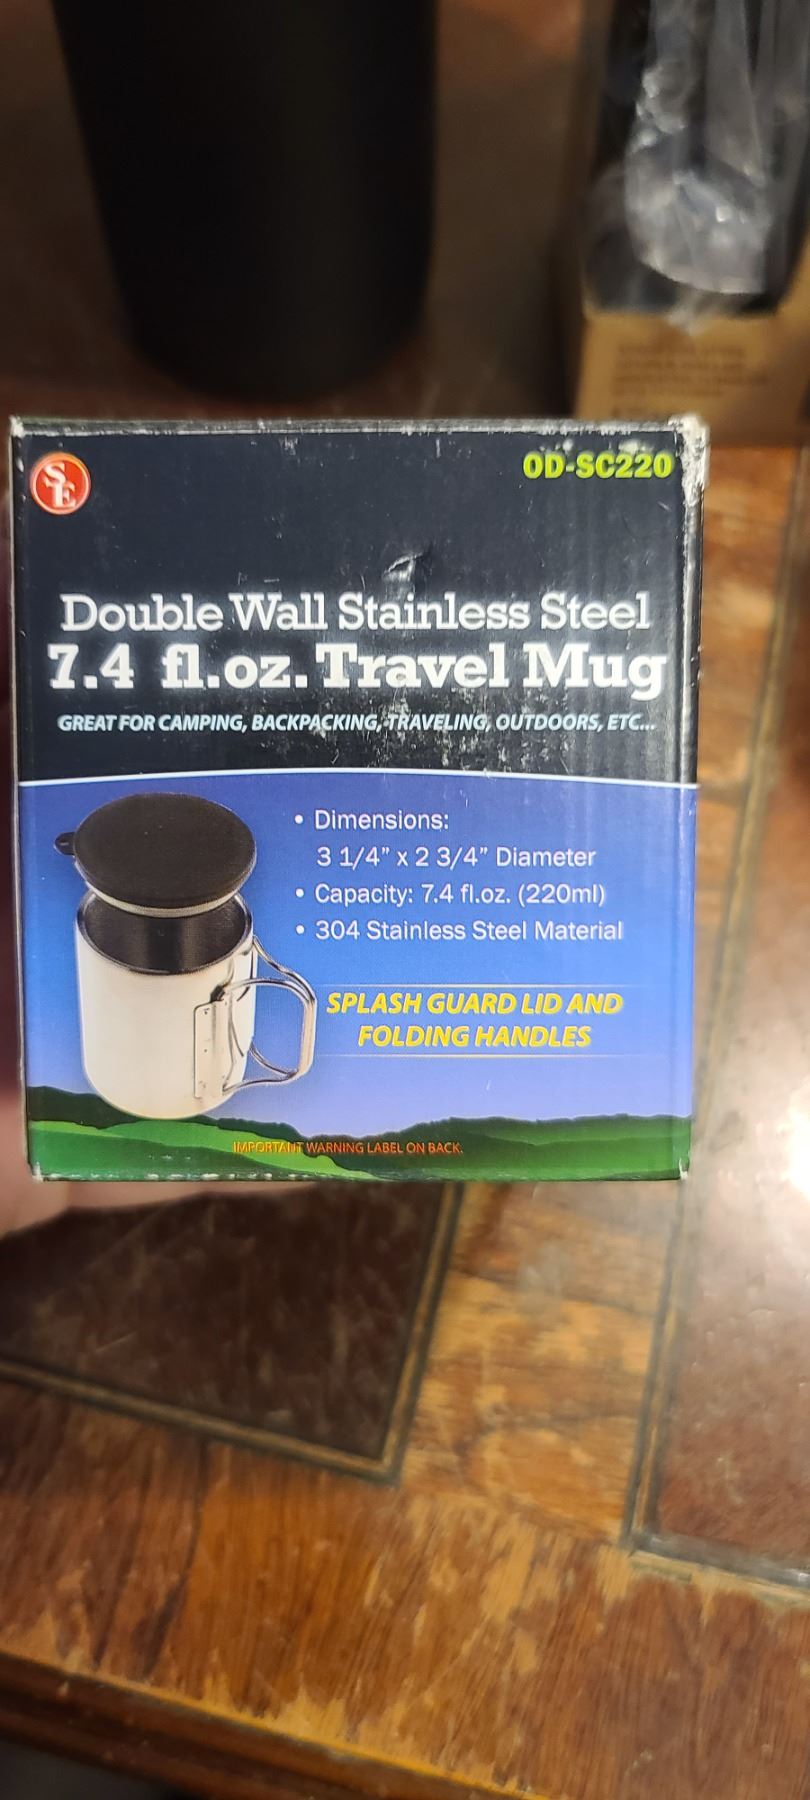 SE
OD-SC220
Double Wall Stainless Steel
7.4 fl.oz. Travel Mug
GREAT FOR CAMPING, BACKPACKING, TRAVELING, OUTDOORS, ETC...
• Dimensions:
3 1/4” x 2 3/4” Diameter
• Capacity: 7.4 fl.oz. (220ml)
• 304 Stainless Steel Material
SPLASH GUARD LID AND
FOLDING HANDLES
IMPORTANT WARNING LABEL ON BACK.